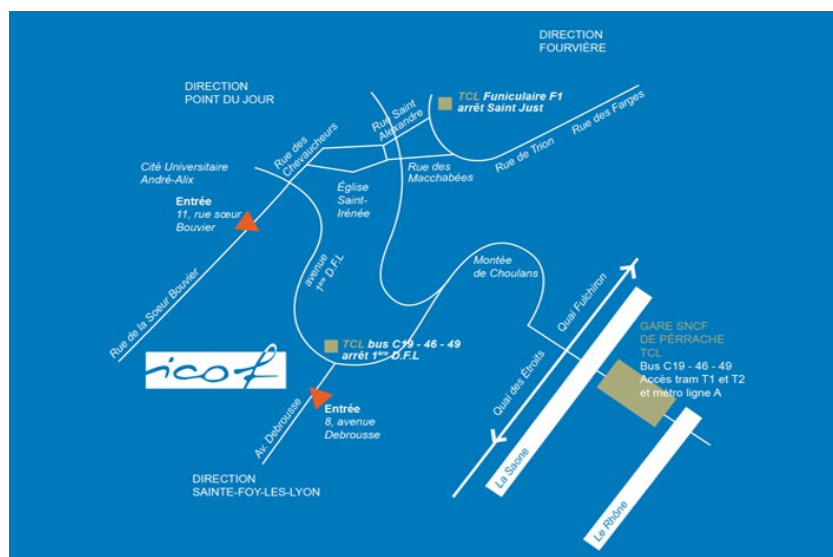 DIRECTION
FOURVIÈRE
DIRECTION
POINT DU JOUR
TCL Funiculaire F1
arrêt Saint Just
Rue des Farges
Rue de Trion
Rue Saint
Alexandre
Rue des
Chevaucheurs
Rue des
Macchabées
Cité Universitaire
André-Alix
Église
Saint-
Irénée
Entrée
11, rue sœur
Bouvier
Rue de la Soeur Bouvier
avenue
1ère D.F.L
Montée
de Choulans
Quai Fulchiron
Quai des Étroits
GARE SNCF
DE PÉRRACHE
TCL
Bus C19 - 46 - 49
Accès tram T1 et T2
et métro ligne A
TCL bus C19 - 46 - 49
arrêt 1ère D.F.L
icof
Entrée
8, avenue
Debrousse
Av. Debrousse
DIRECTION
SAINTE-FOY-LES-LYON
La Saone
Le Rhône